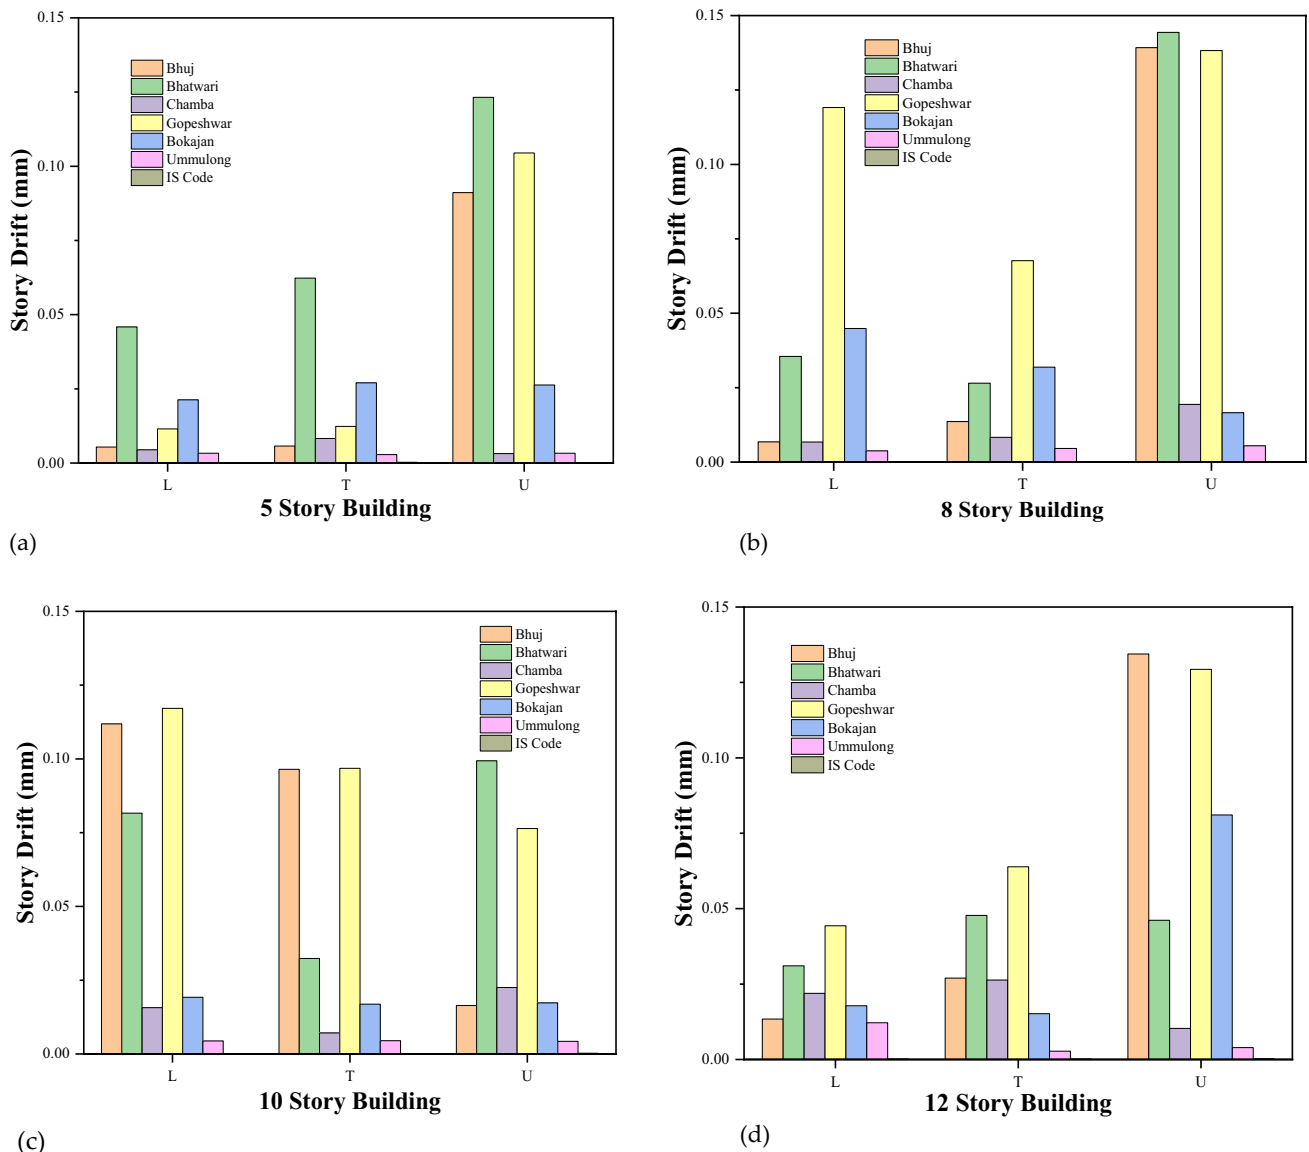 0.15
0.10
0.05
0.00
Story Drift (mm)
Bhuj
Bhatwari
Chamba
Gopeshwar
Bokajan
Ummulong
IS Code
L T U
5 Story Building
(a)
0.15
0.10
0.05
0.00
Story Drift (mm)
Bhuj
Bhatwari
Chamba
Gopeshwar
Bokajan
Ummulong
IS Code
L T U
8 Story Building
(b)
0.15
0.10
0.05
0.00
Story Drift (mm)
Bhuj
Bhatwari
Chamba
Gopeshwar
Bokajan
Ummulong
IS Code
L T U
10 Story Building
(c)
0.15
0.10
0.05
0.00
Story Drift (mm)
Bhuj
Bhatwari
Chamba
Gopeshwar
Bokajan
Ummulong
IS Code
L T U
12 Story Building
(d)